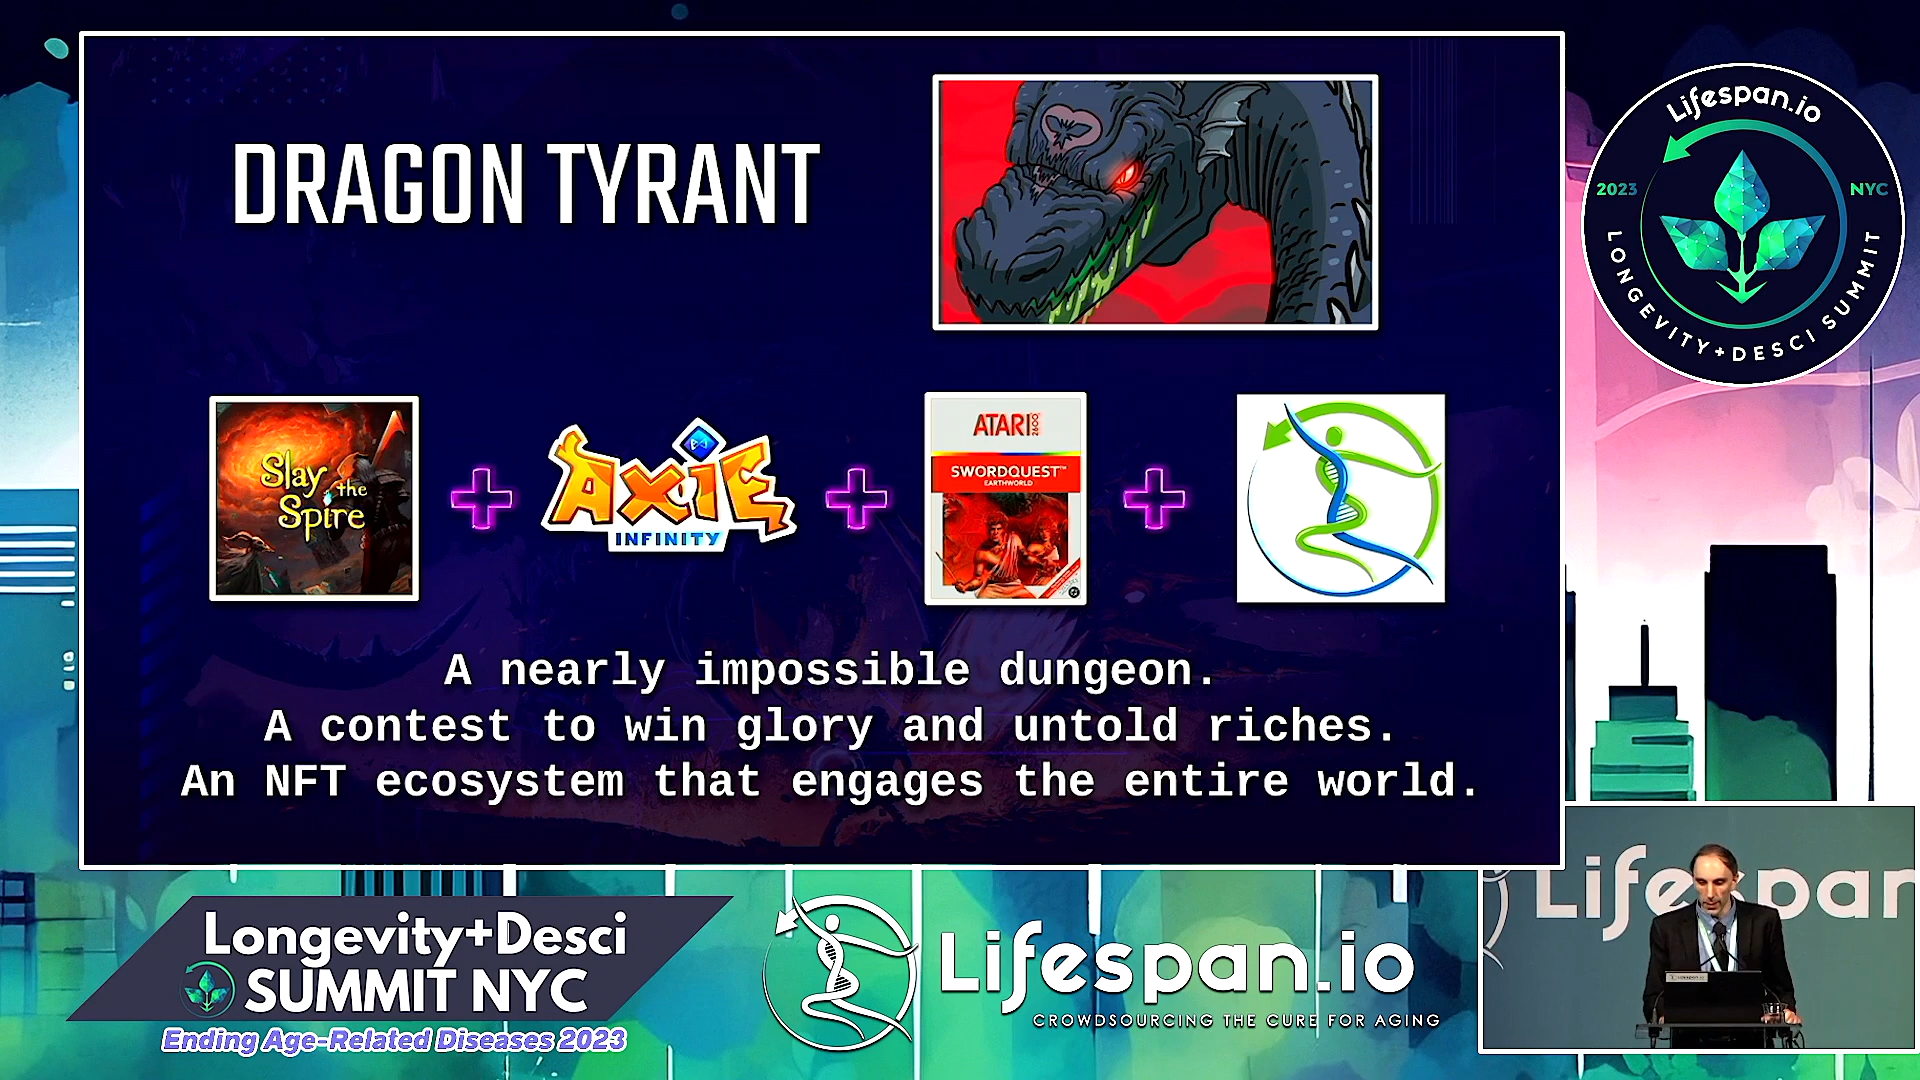 DRAGON TYRANT
Slay
the
Spire
AXIE
INFINITY
ATARI 2600
SWORDQUEST™
EARTHWORLD
A nearly impossible dungeon.
A contest to win glory and untold riches.
An NFT ecosystem that engages the entire world.
Lifespan.io
2023
NYC
LONGEVITY+DESCI SUMMIT
Longevity+Desci
SUMMIT NYC
Ending Age-Related Diseases 2023
Lifespan.io
CROWDSOURCING THE CURE FOR AGING